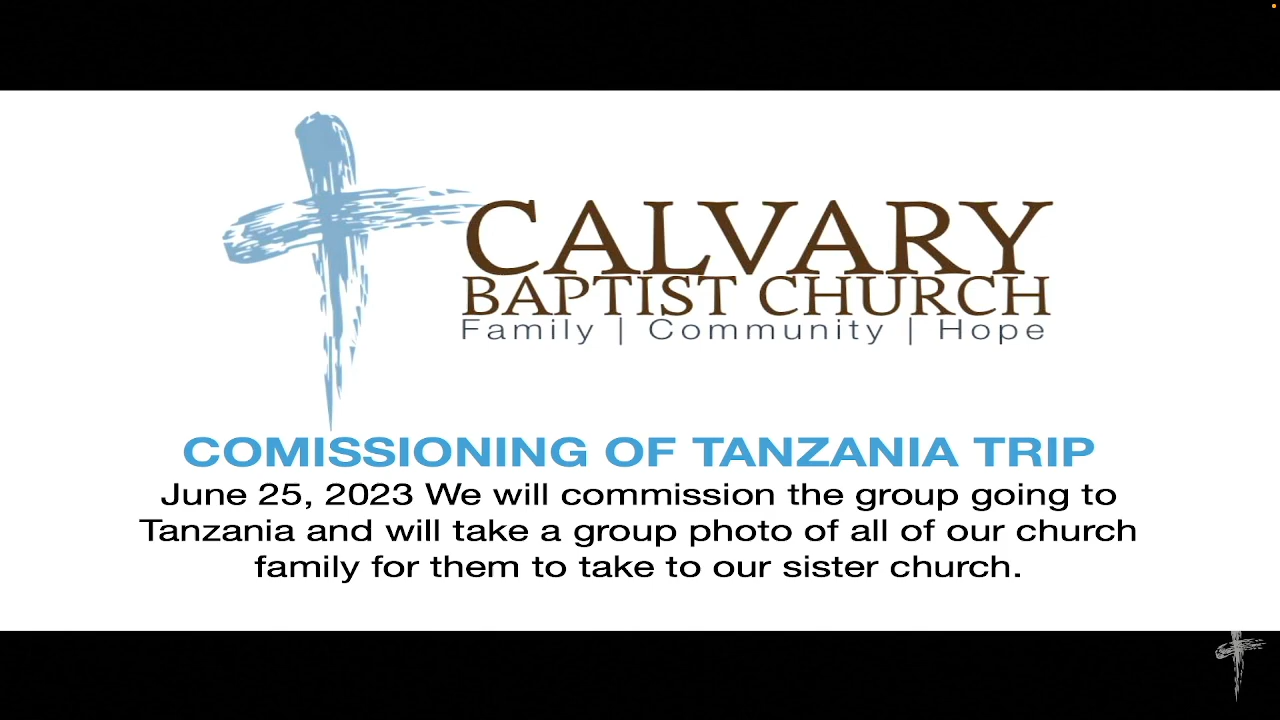 CALVARY
BAPTIST CHURCH
Family | Community | Hope
COMISSIONING OF TANZANIA TRIP
June 25, 2023 We will commission the group going to
Tanzania and will take a group photo of all of our church
family for them to take to our sister church.